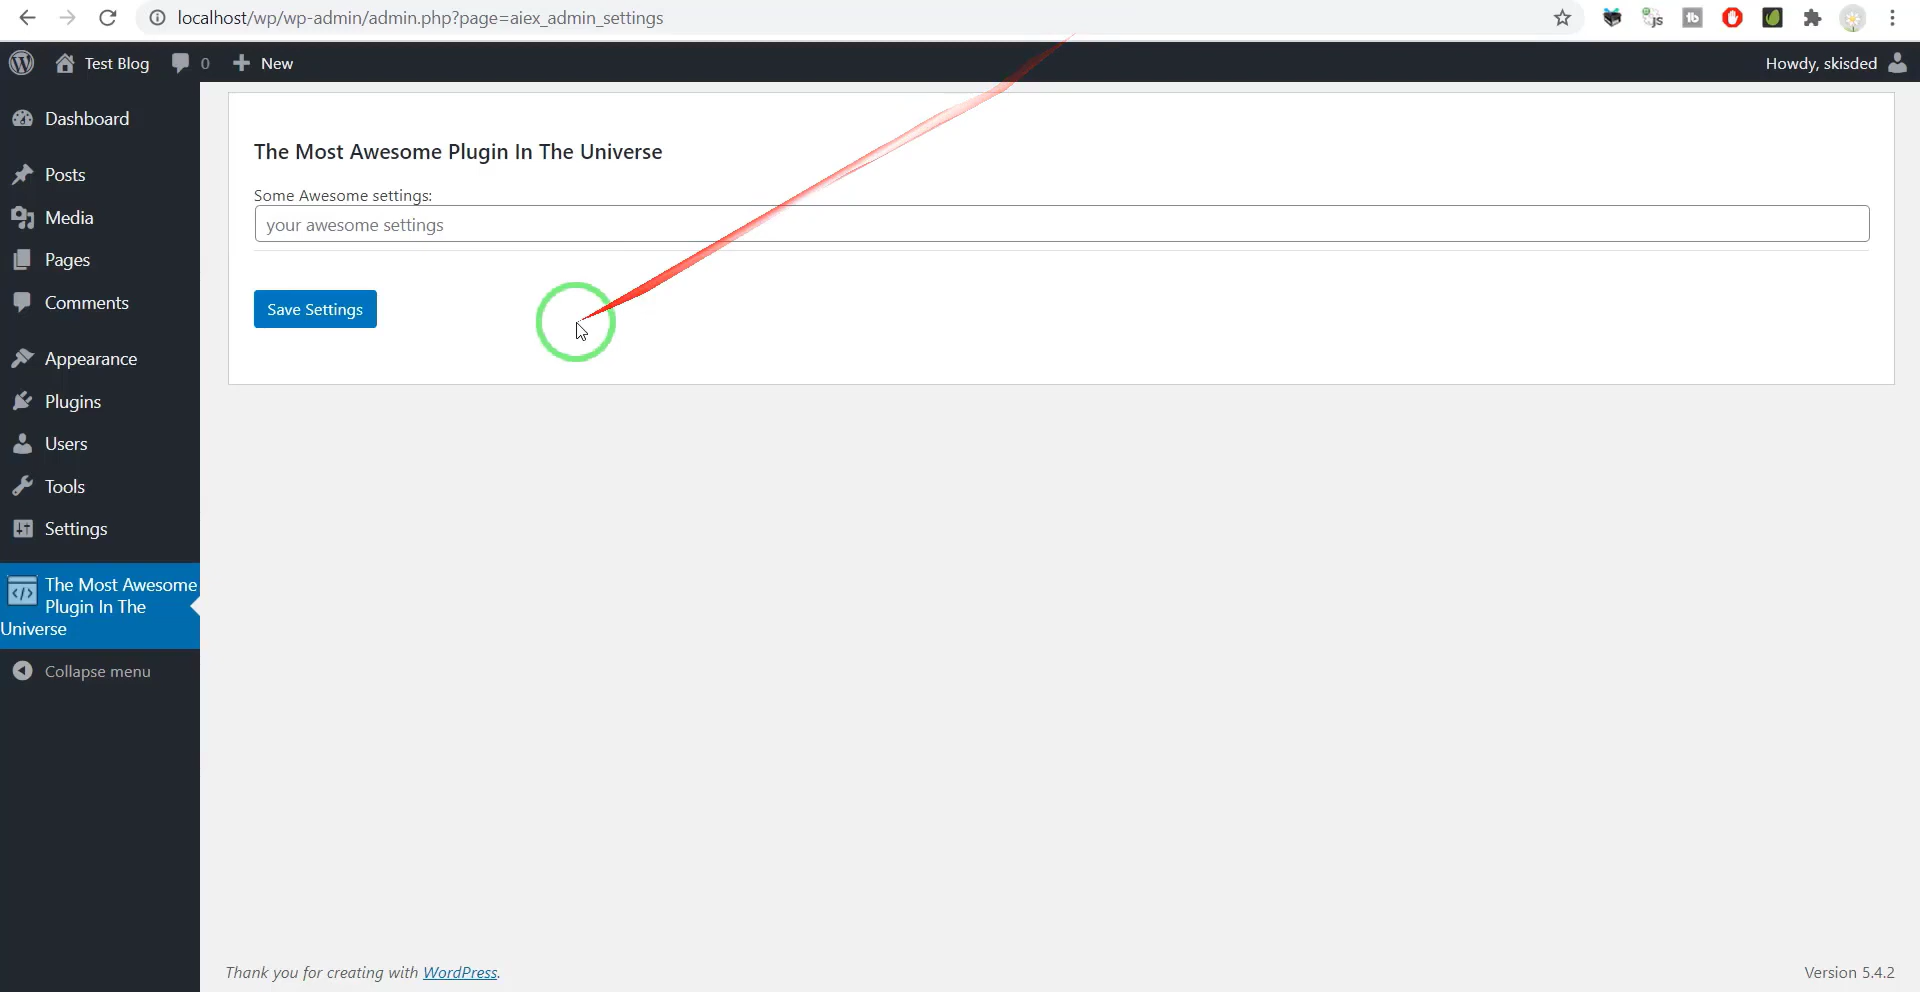 localhost/wp/wp-admin/admin.php?page=aiex_admin_settings
Test Blog
0
New
Howdy, skisded
Dashboard
Posts
Media
Pages
Comments
Appearance
Plugins
Users
Tools
Settings
The Most Awesome
Plugin In The
Universe
Collapse menu
The Most Awesome Plugin In The Universe
Some Awesome settings:
your awesome settings
Save Settings
Thank you for creating with WordPress.
Version 5.4.2